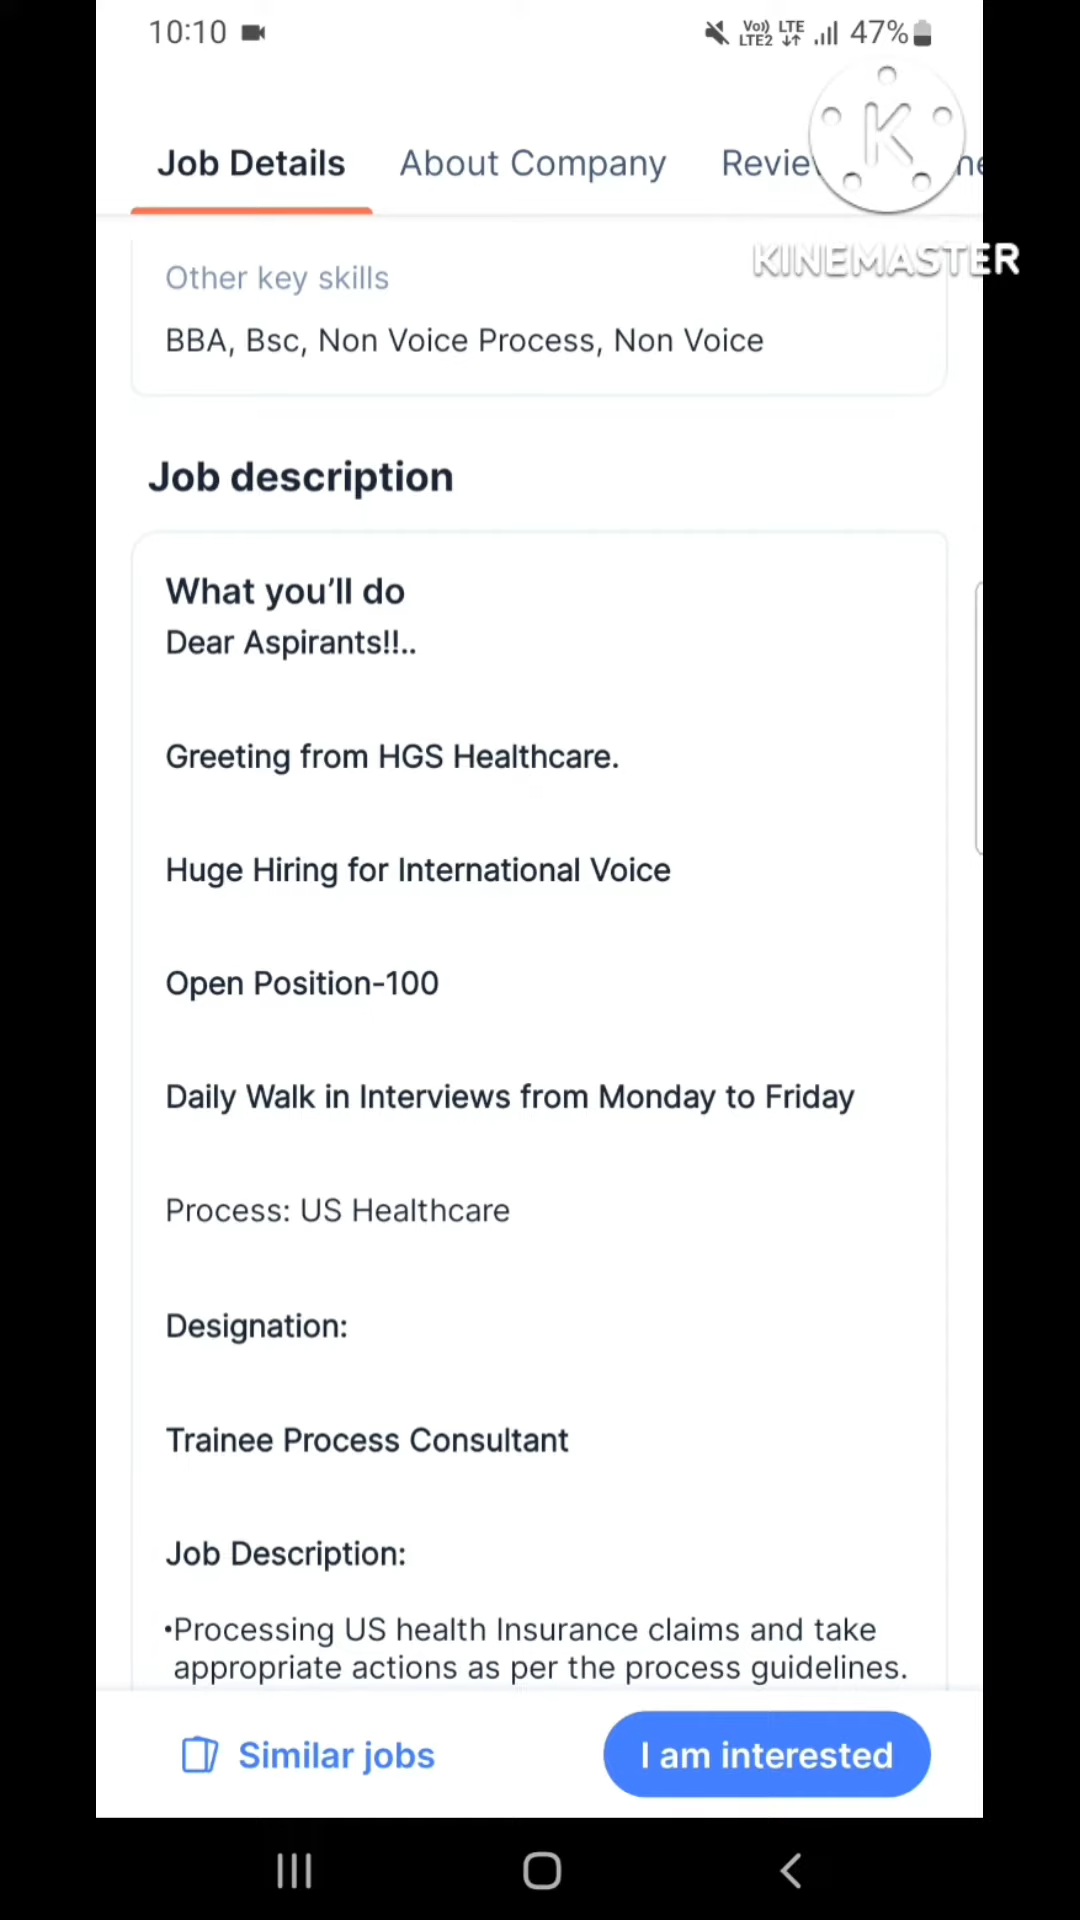 10:10
Vo)) LTE
LTE2
47%
Job Details
About Company
K
KINEMASTER
Other key skills
BBA, Bsc, Non Voice Process, Non Voice
Job description
What you’ll do
Dear Aspirants!!..
Greeting from HGS Healthcare.
Huge Hiring for International Voice
Open Position-100
Daily Walk in Interviews from Monday to Friday
Process: US Healthcare
Designation:
Trainee Process Consultant
Job Description:
•Processing US health Insurance claims and take
appropriate actions as per the process guidelines.
Similar jobs
I am interested